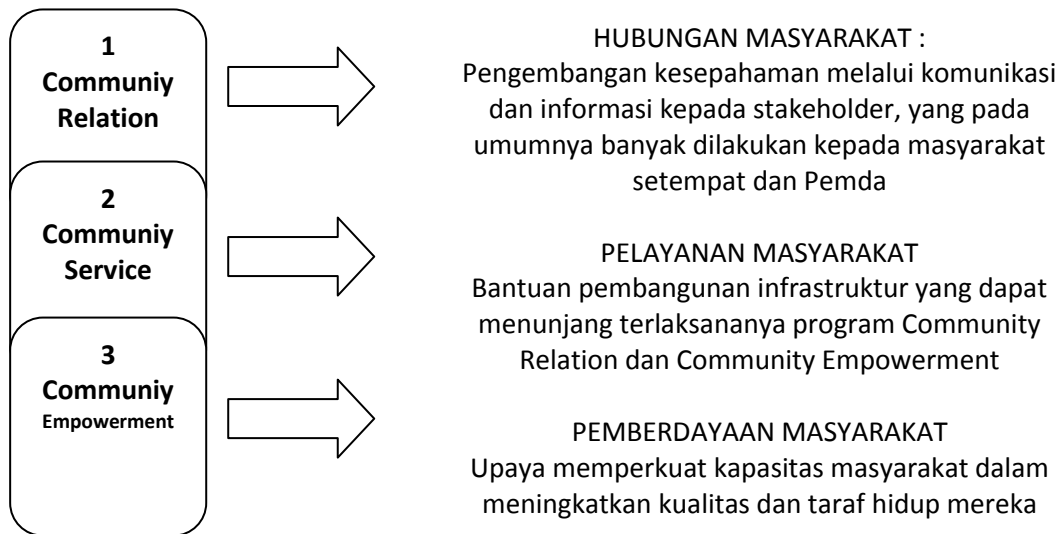 1
Communiy
Relation
HUBUNGAN MASYARAKAT :
Pengembangan kesepahaman melalui komunikasi
dan informasi kepada stakeholder, yang pada
umumnya banyak dilakukan kepada masyarakat
setempat dan Pemda
2
Communiy
Service
PELAYANAN MASYARAKAT
Bantuan pembangunan infrastruktur yang dapat
menunjang terlaksananya program Community
Relation dan Community Empowerment
3
Communiy
Empowerment
PEMBERDAYAAN MASYARAKAT
Upaya memperkuat kapasitas masyarakat dalam
meningkatkan kualitas dan taraf hidup mereka